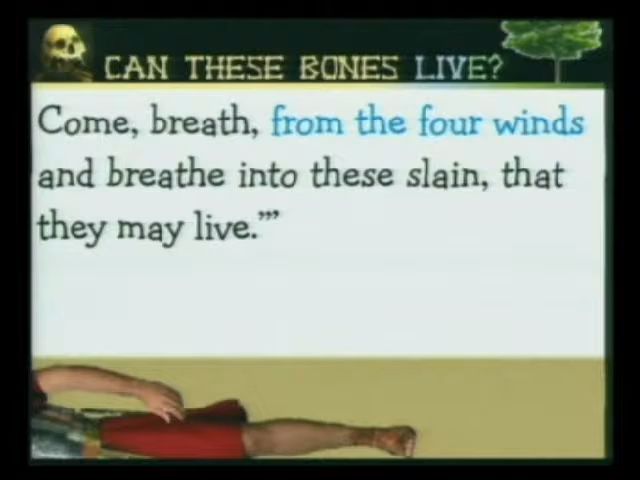 CAN THESE BONES LIVE?
Come, breath, from the four winds
and breathe into these slain, that
they may live.’”